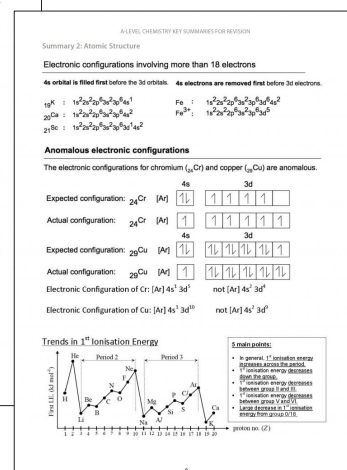 A-LEVEL CHEMISTRY KEY SUMMARIES FOR REVISION
Summary 2: Atomic Structure
Electronic configurations involving more than 18 electrons
4s orbital is filled first before the 3d orbitals. 4s electrons are removed first before 3d electrons.
₁₉K : 1s²2s²2p⁶3s²3p⁶4s¹ Fe : 1s²2s²2p⁶3s²3p⁶3d⁶4s²
₂₀Ca : 1s²2s²2p⁶3s²3p⁶4s² Fe³⁺ : 1s²2s²2p⁶3s²3p⁶3d⁵
₂₁Sc : 1s²2s²2p⁶3s²3p⁶3d¹4s²
Anomalous electronic configurations
The electronic configurations for chromium (₂₄Cr) and copper (₂₉Cu) are anomalous.
4s 3d
Expected configuration: ₂₄Cr [Ar] ⥮ ↿ ↿ ↿ ↿
Actual configuration: ₂₄Cr [Ar] ↿ ↿ ↿ ↿ ↿ ↿
4s 3d
Expected configuration: ₂₉Cu [Ar] ⥮ ⥮ ⥮ ⥮ ⥮ ↿
Actual configuration: ₂₉Cu [Ar] ↿ ⥮ ⥮ ⥮ ⥮ ⥮
Electronic Configuration of Cr: [Ar] 4s¹ 3d⁵ not [Ar] 4s² 3d⁴
Electronic Configuration of Cu: [Ar] 4s¹ 3d¹⁰ not [Ar] 4s² 3d⁹
Trends in 1ˢᵗ Ionisation Energy
1st I.E. (kJ mol⁻¹)
Period 2 Period 3
H He Li Be B C N O F Ne Na Mg Al Si P S Cl Ar K Ca
1 2 3 4 5 6 7 8 9 10 11 12 13 14 15 16 17 18 19 20
proton no. (Z)
5 main points:
• In general, 1ˢᵗ ionisation energy
increases across the period.
• 1ˢᵗ ionisation energy decreases
down the group.
• 1ˢᵗ ionisation energy decreases
between group II and III.
• 1ˢᵗ ionisation energy decreases
between group V and VI.
• Large decrease in 1ˢᵗ ionisation
energy from group 0/18